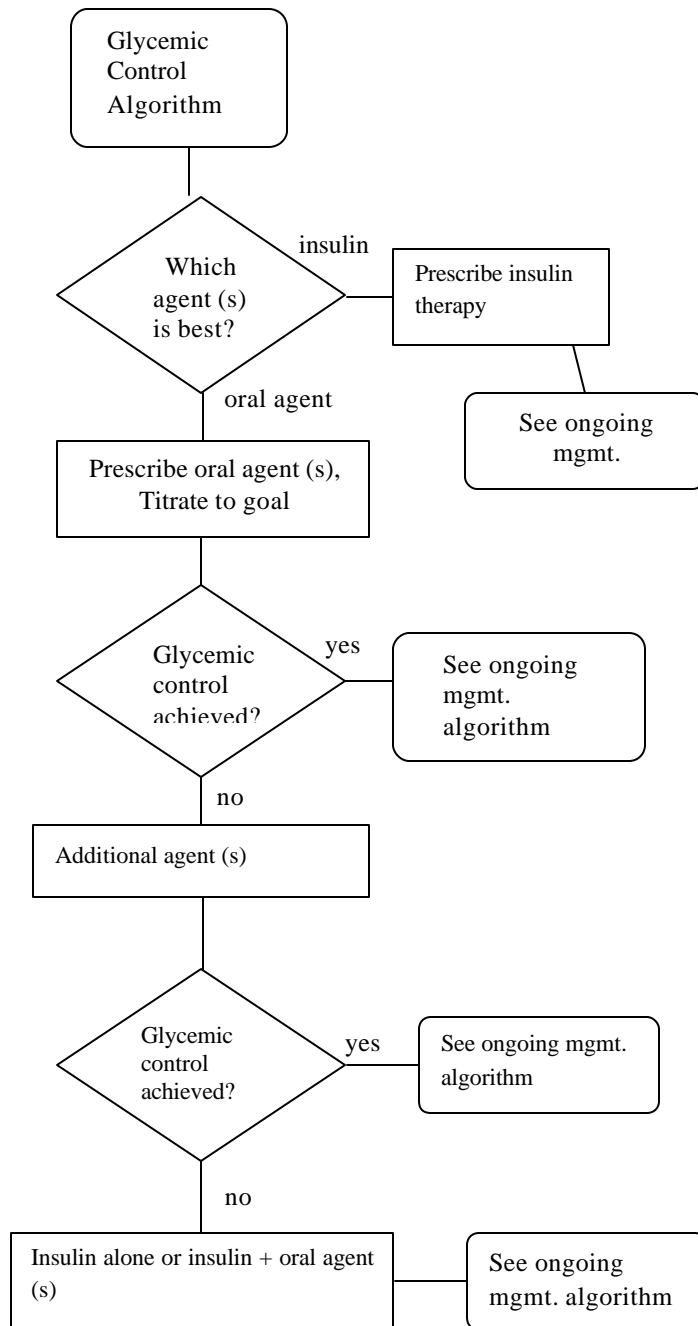 Glycemic
Control
Algorithm
insulin
Which
agent (s)
is best?
Prescribe insulin
therapy
oral agent
See ongoing
mgmt.
Prescribe oral agent (s),
Titrate to goal
yes
Glycemic
control
achieved?
See ongoing
mgmt.
algorithm
no
Additional agent (s)
Glycemic
control
achieved?
yes
See ongoing mgmt.
algorithm
no
Insulin alone or insulin + oral agent
(s)
See ongoing
mgmt. algorithm